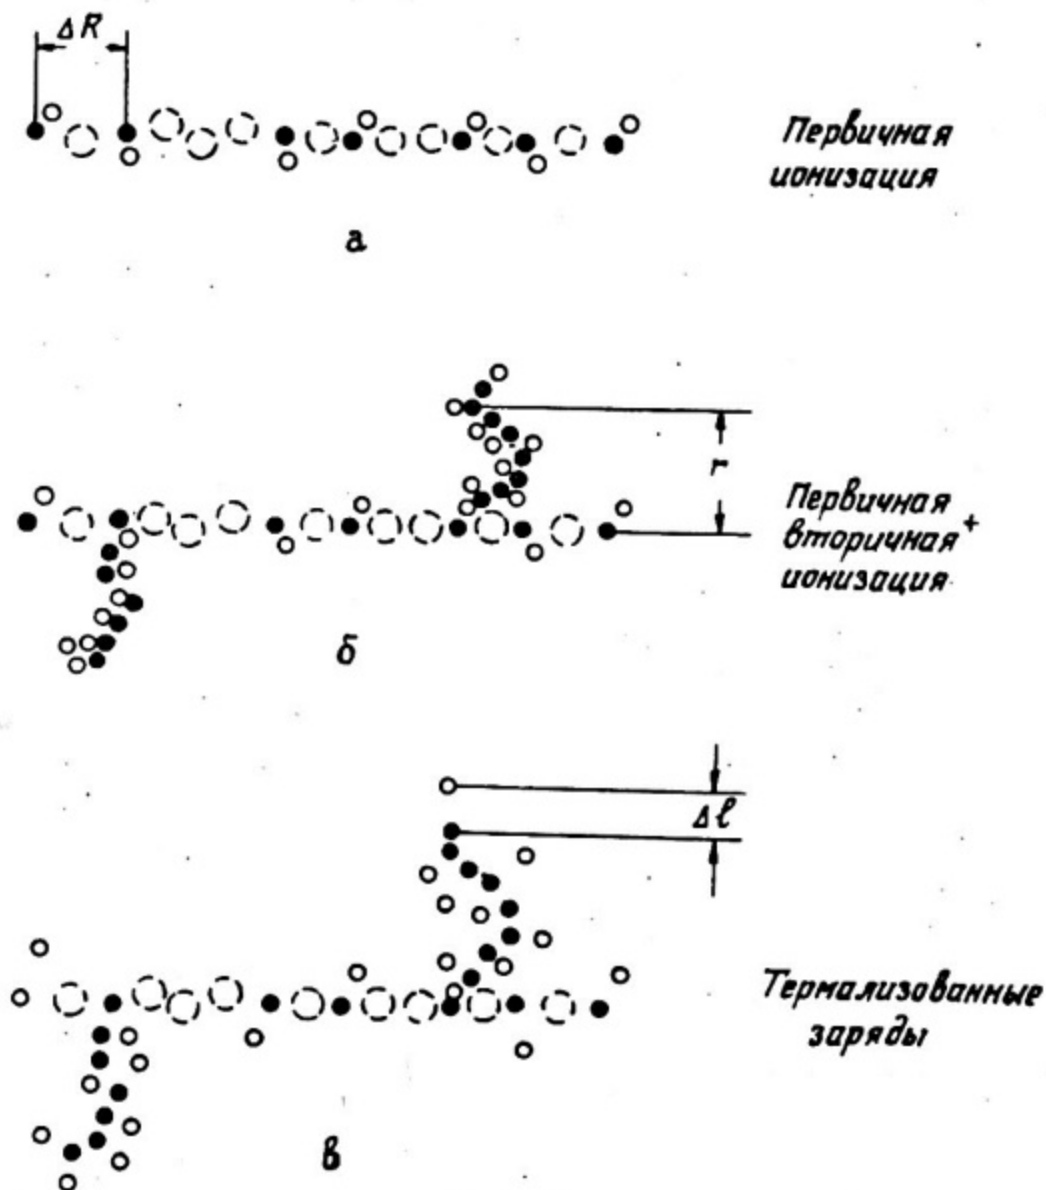 ΔR
Первичная
ионизация
а
r
Первичная
вторичная+
ионизация
б
Δℓ
Термализованные
заряды
в